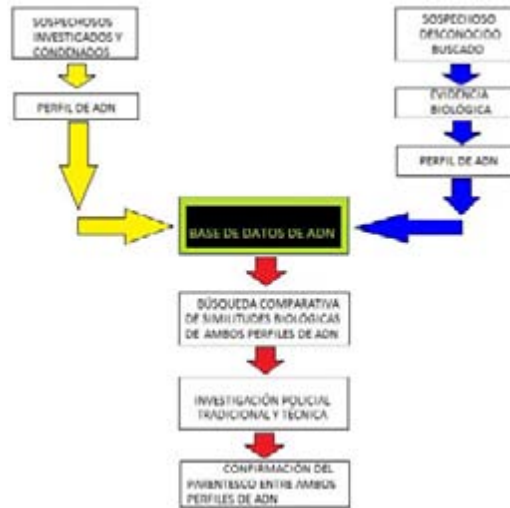 SOSPECHOSOS
INVESTIGADOS Y
CONDENADOS
PERFIL DE ADN
SOSPECHOSO
DESCONOCIDO
BUSCADO
EVIDENCIA
BIOLÓGICA
PERFIL DE ADN
BASE DE DATOS DE ADN
BÚSQUEDA COMPARATIVA
DE SIMILITUDES BIOLÓGICAS
DE AMBOS PERFILES DE ADN
INVESTIGACIÓN POLICIAL
TRADICIONAL Y TÉCNICA
CONFIRMACIÓN DEL
PARENTESCO ENTRE AMBOS
PERFILES DE ADN